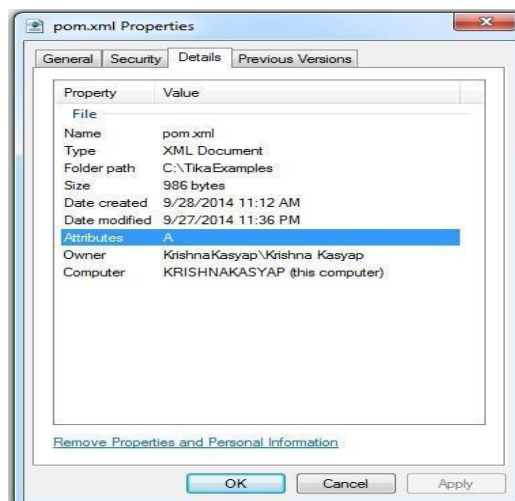 pom.xml Properties
General Security Details Previous Versions
Property Value
File
Name pom.xml
Type XML Document
Folder path C:\TikaExamples
Size 986 bytes
Date created 9/28/2014 11:12 AM
Date modified 9/27/2014 11:36 PM
Attributes A
Owner KrishnaKasyap\Krishna Kasyap
Computer KRISHNAKASYAP (this computer)
Remove Properties and Personal Information
OK Cancel Apply